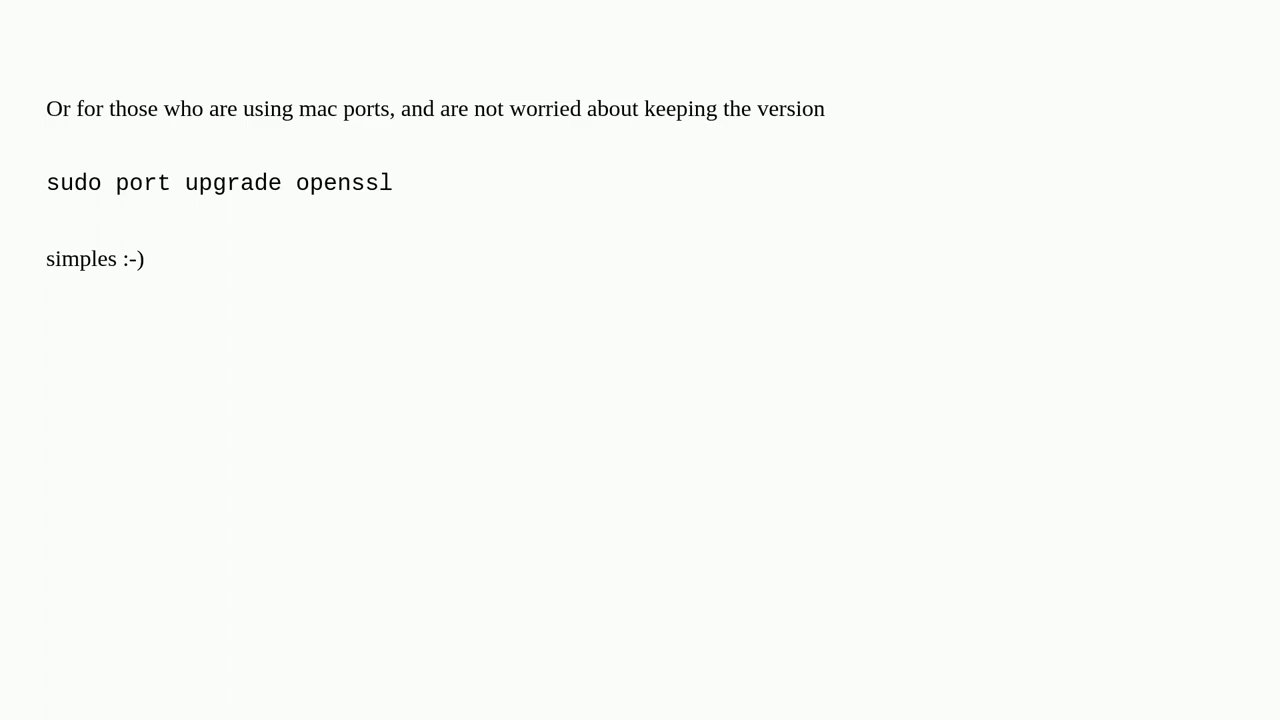 Or for those who are using mac ports, and are not worried about keeping the version
sudo port upgrade openssl
simples :-)